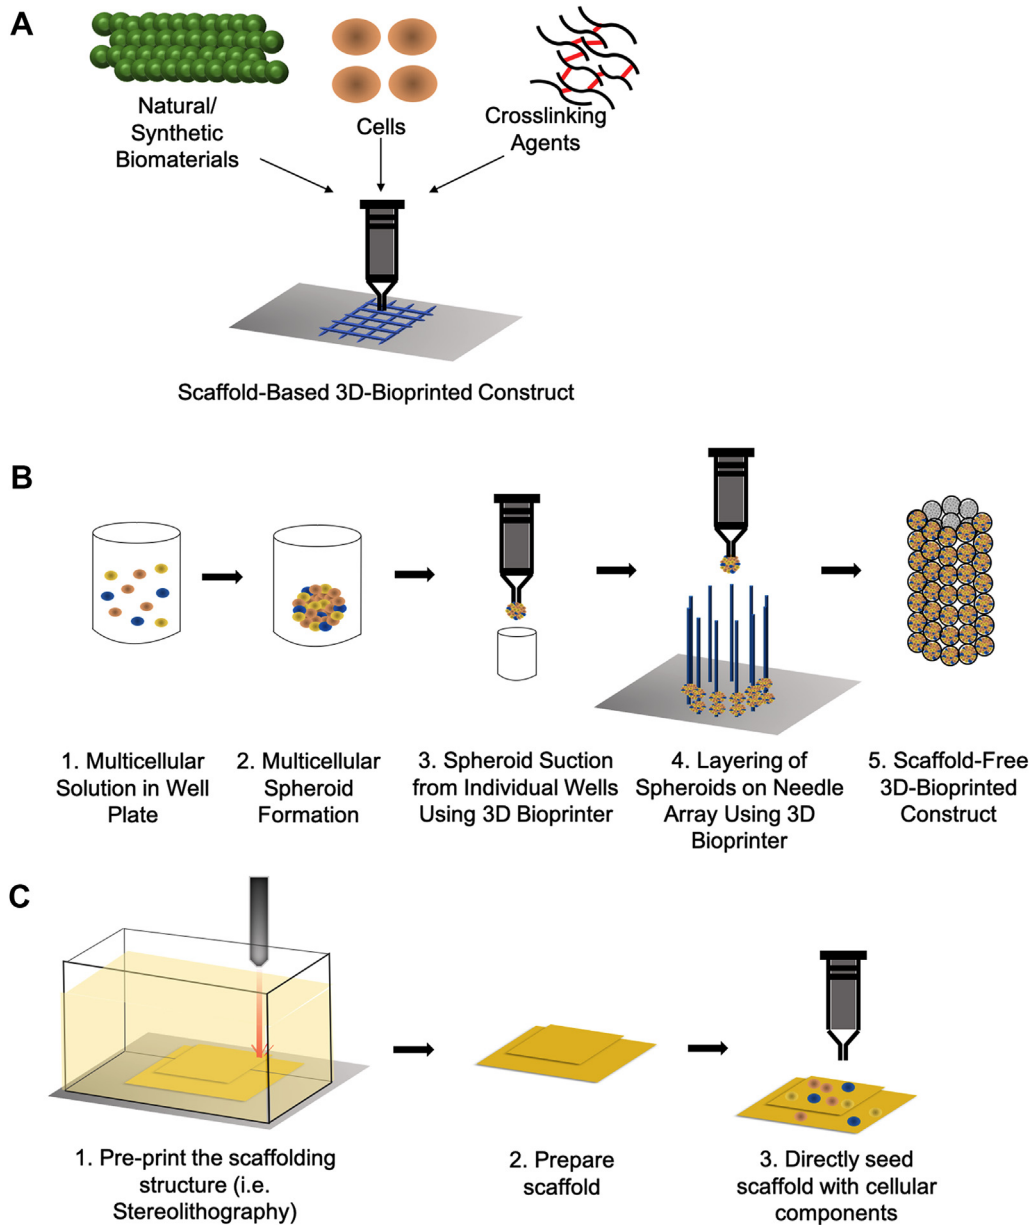 A
Natural/
Synthetic
Biomaterials
Cells
Crosslinking
Agents
Scaffold-Based 3D-Bioprinted Construct
B
1. Multicellular
Solution in Well
Plate
2. Multicellular
Spheroid
Formation
3. Spheroid Suction
from Individual Wells
Using 3D Bioprinter
4. Layering of
Spheroids on Needle
Array Using 3D
Bioprinter
5. Scaffold-Free
3D-Bioprinted
Construct
C
1. Pre-print the scaffolding
structure (i.e.
Stereolithography)
2. Prepare
scaffold
3. Directly seed
scaffold with cellular
components